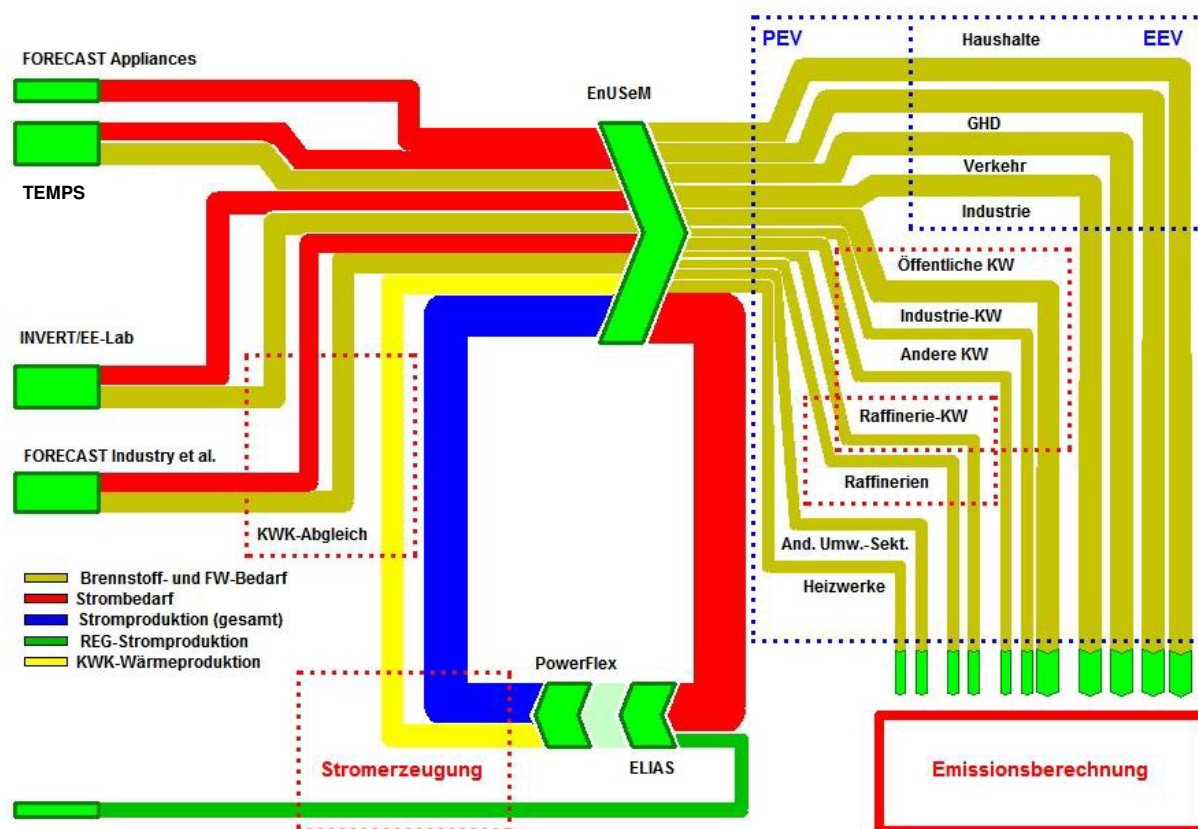 PEV
Haushalte
EEV
FORECAST Appliances
EnUSeM
GHD
Verkehr
TEMPS
Industrie
Öffentliche KW
INVERT/EE-Lab
Industrie-KW
Andere KW
Raffinerie-KW
FORECAST Industry et al.
Raffinerien
KWK-Abgleich
And. Umw.-Sekt.
Heizwerke
Brennstoff- und FW-Bedarf
Strombedarf
Stromproduktion (gesamt)
REG-Stromproduktion
KWK-Wärmeproduktion
PowerFlex
ELIAS
Stromerzeugung
Emissionsberechnung